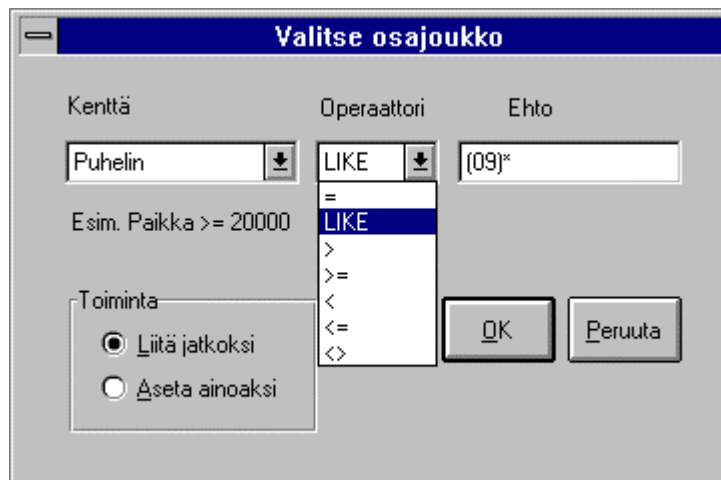 Valitse osajoukko
Kenttä Operaattori Ehto
Puhelin LIKE (09)*
Esim. Paikka >= 20000
=
LIKE
>
>=
<
<=
<>
Toiminta
Liitä jatkoksi
Aseta ainoaksi
OK Peruuta